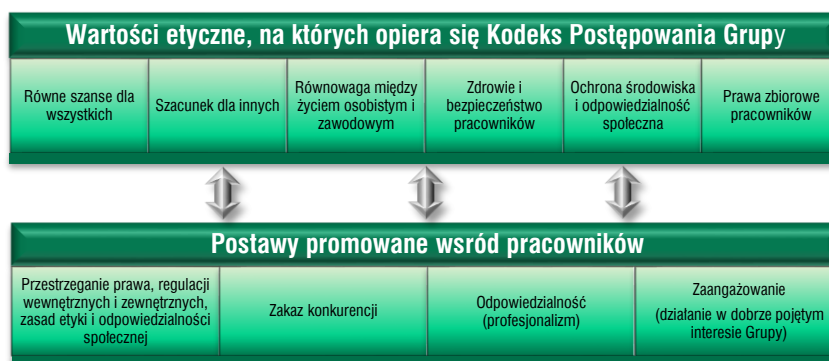 Wartości etyczne, na których opiera się Kodeks Postępowania Grupy
Równe szanse dla
wszystkich
Szacunek dla innych
Równowaga między
życiem osobistym i
zawodowym
Zdrowie i
bezpieczeństwo
pracowników
Ochrona środowiska
i odpowiedzialność
społeczna
Prawa zbiorowe
pracowników
Postawy promowane wsród pracowników
Przestrzeganie prawa, regulacji
wewnętrznych i zewnętrznych,
zasad etyki i odpowiedzialności
społecznej
Zakaz konkurencji
Odpowiedzialność
(profesjonalizm)
Zaangażowanie
(działanie w dobrze pojętym
interesie Grupy)